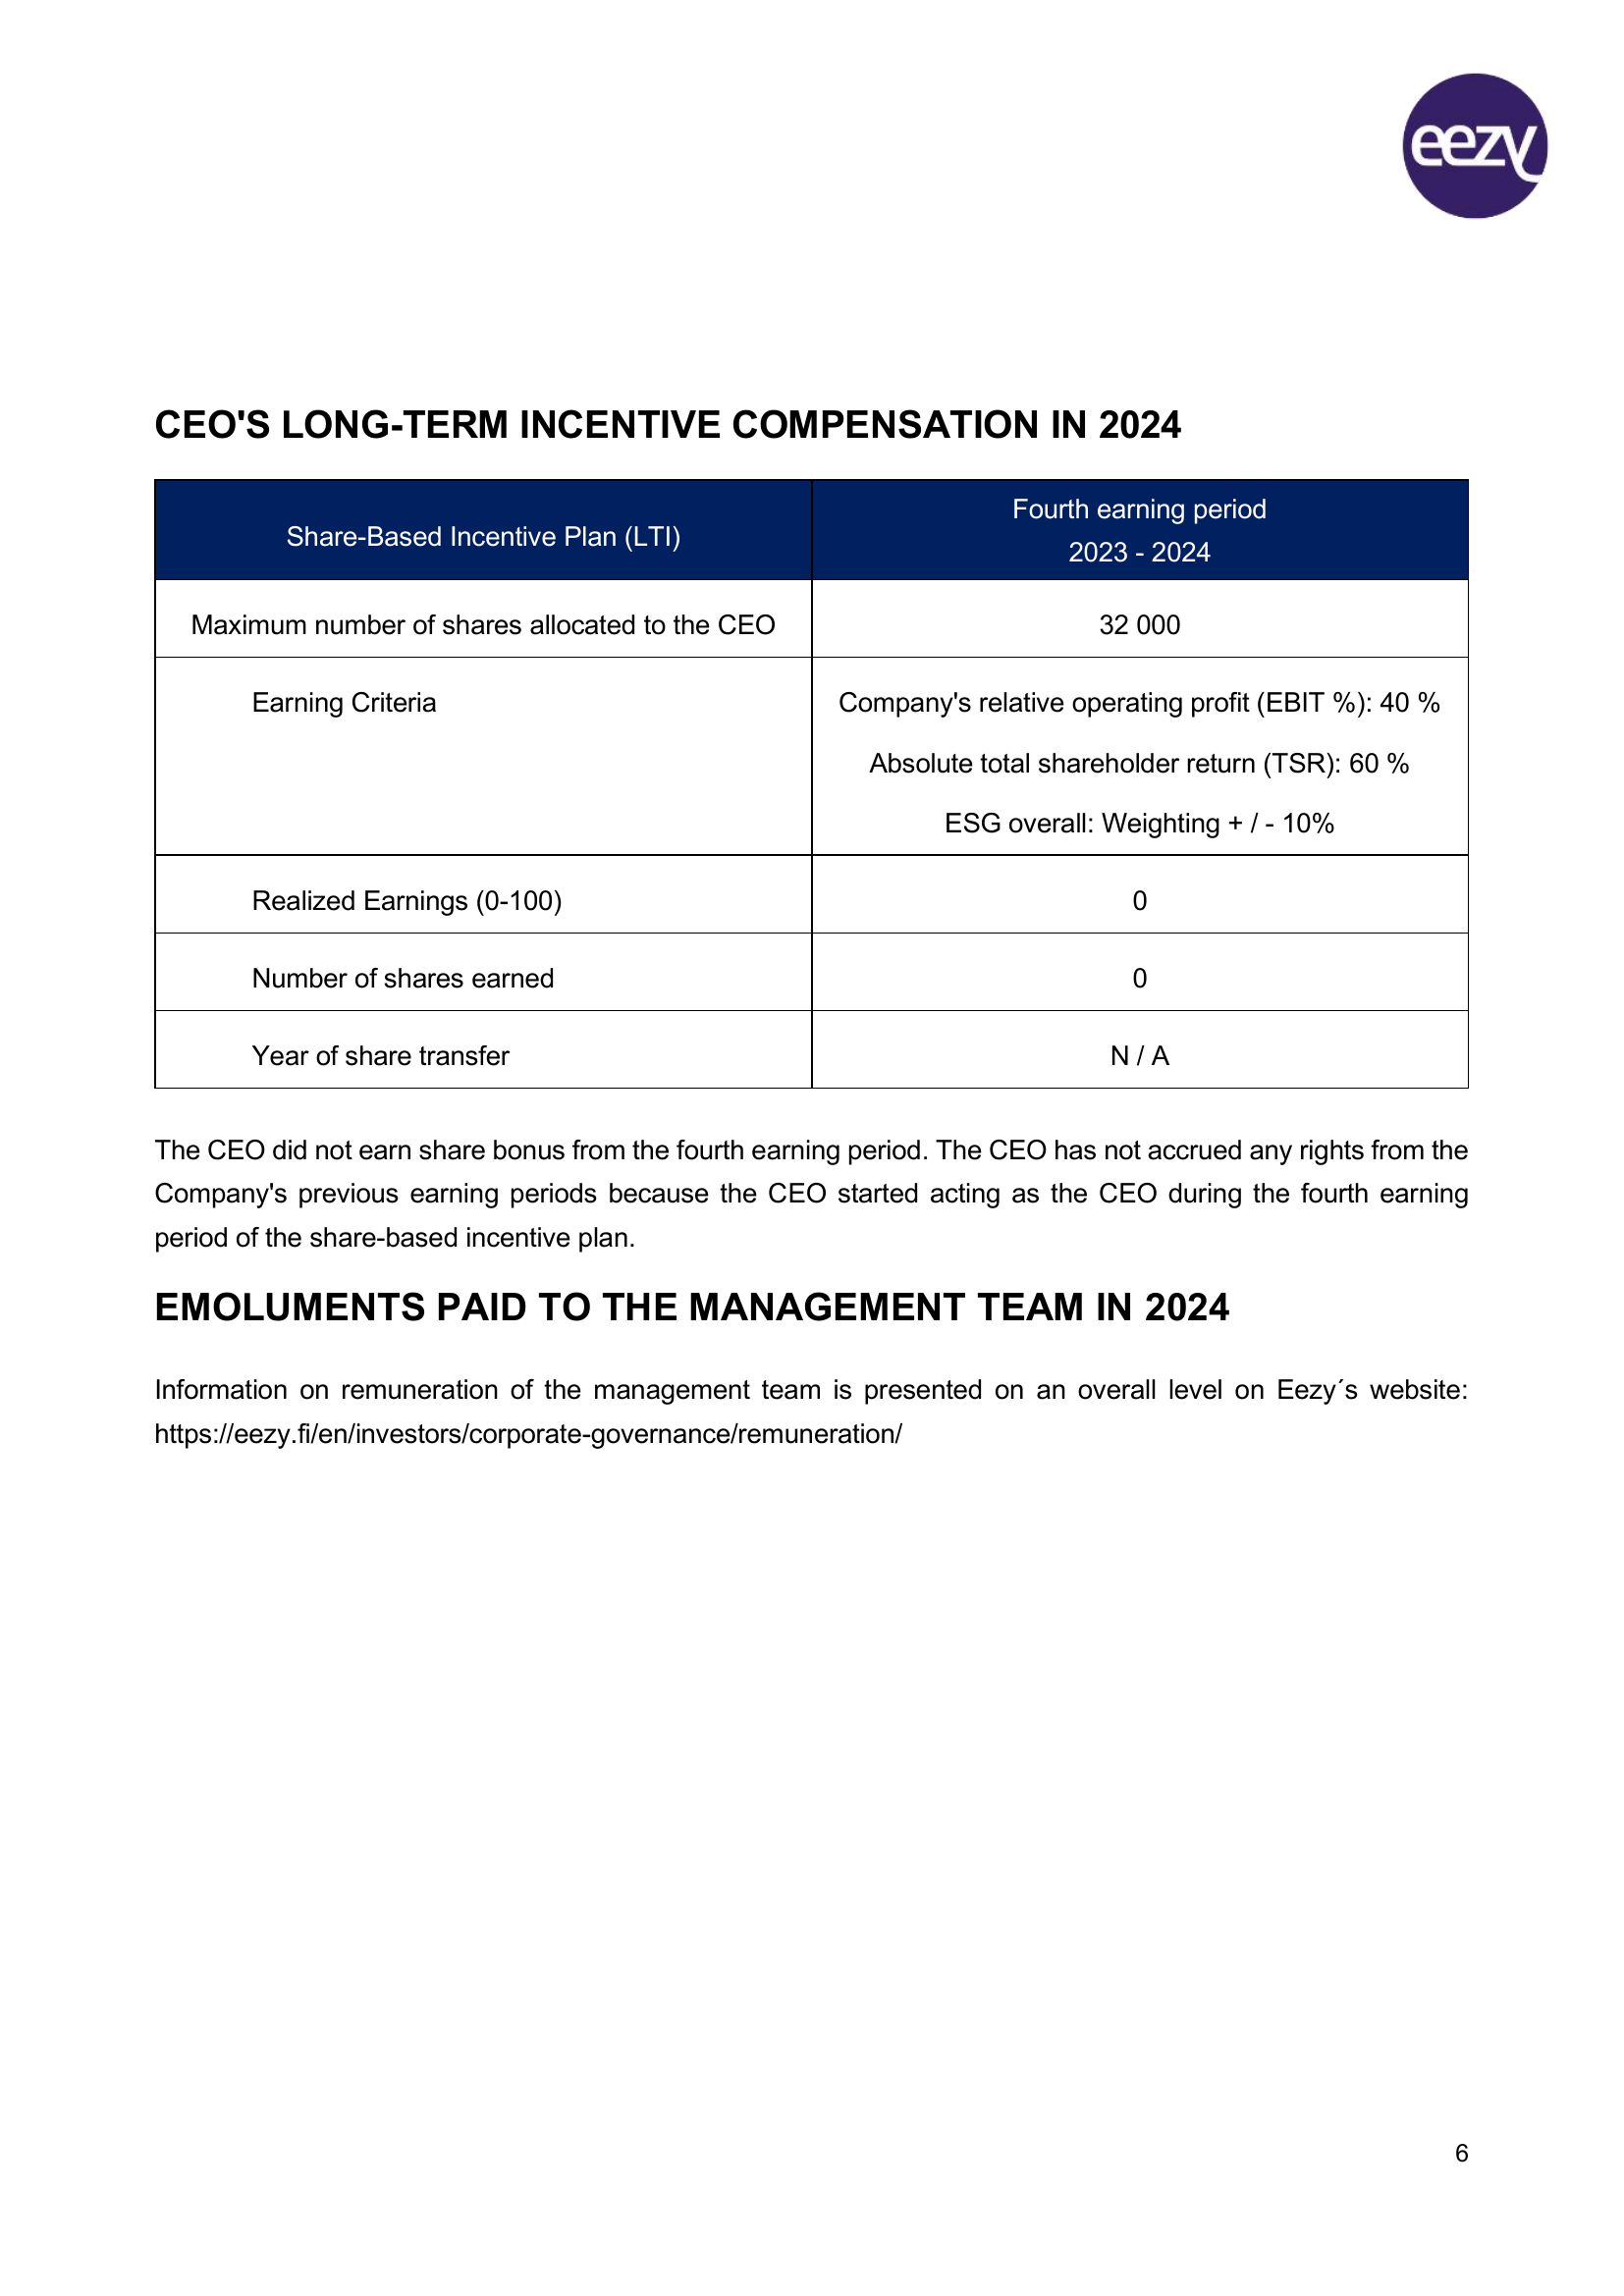 eezy
CEO'S LONG-TERM INCENTIVE COMPENSATION IN 2024
Share-Based Incentive Plan (LTI)
Fourth earning period
2023 - 2024
Maximum number of shares allocated to the CEO
32 000
Earning Criteria
Company's relative operating profit (EBIT %): 40 %
Absolute total shareholder return (TSR): 60 %
ESG overall: Weighting + / - 10%
Realized Earnings (0-100)
0
Number of shares earned
0
Year of share transfer
N / A
The CEO did not earn share bonus from the fourth earning period. The CEO has not accrued any rights from the
Company's previous earning periods because the CEO started acting as the CEO during the fourth earning
period of the share-based incentive plan.
EMOLUMENTS PAID TO THE MANAGEMENT TEAM IN 2024
Information on remuneration of the management team is presented on an overall level on Eezy´s website:
https://eezy.fi/en/investors/corporate-governance/remuneration/
6